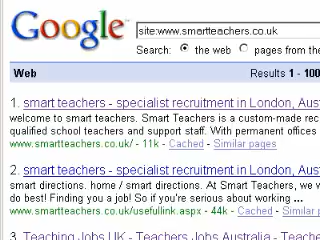 Google
site:www.smartteachers.co.uk
Search: the web pages from the
Web Results 1 - 100
1. smart teachers - specialist recruitment in London, Aust
welcome to smart teachers. Smart Teachers is a custom-made rec
qualified school teachers and support staff. With permanent offices
www.smartteachers.co.uk/ - 11k - Cached - Similar pages
2. smart teachers - specialist recruitment in London, Aust
smart directions. home / smart directions. At Smart Teachers, we w
do best! Finding you a job! So if you're serious about working ...
www.smartteachers.co.uk/usefullink.aspx - 44k - Cached - Similar p
3. Teaching Jobs UK - Teachers Jobs Australia - Teache